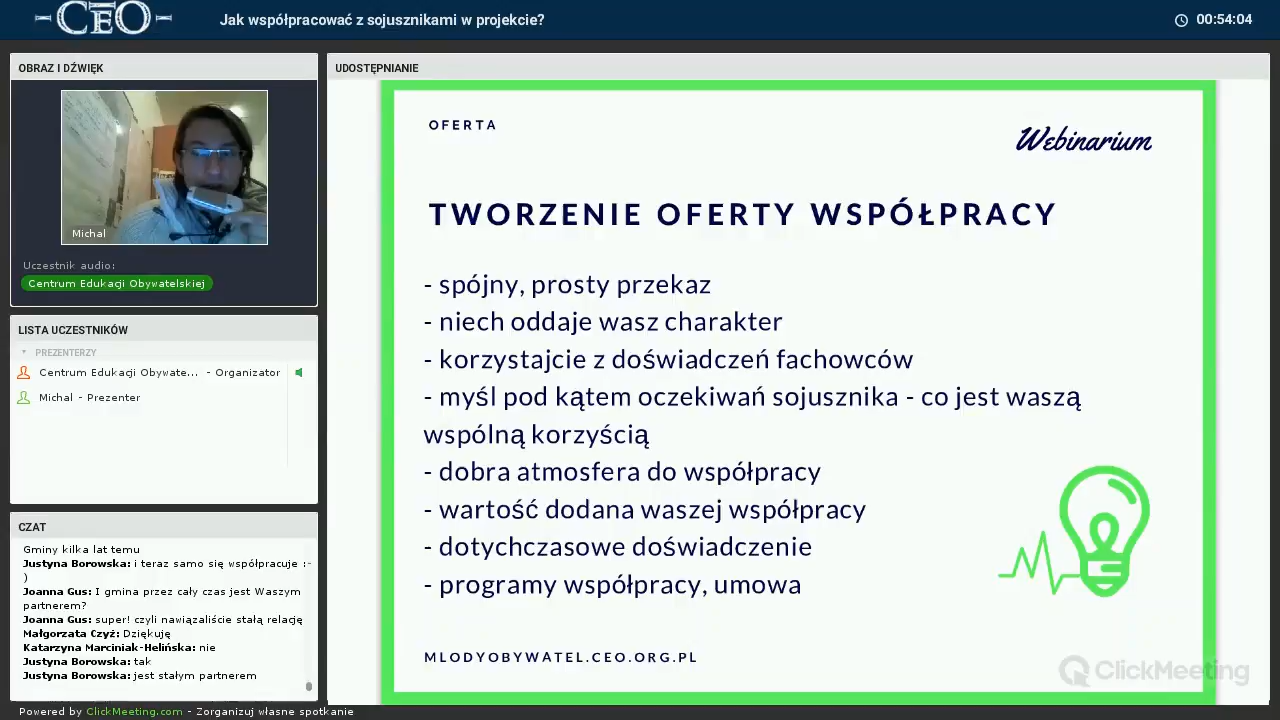 CEO
Jak współpracować z sojusznikami w projekcie?
00:54:04
OBRAZ I DŹWIĘK
Michal
Uczestnik audio:
Centrum Edukacji Obywatelskiej
LISTA UCZESTNIKÓW
PREZENTERZY
Centrum Edukacji Obywate... - Organizator
Michal - Prezenter
CZAT
Gminy kilka lat temu
Justyna Borowska: i teraz samo się współpracuje :-
)
Joanna Gus: I gmina przez cały czas jest Waszym
partnerem?
Joanna Gus: super! czyli nawiązaliście stałą relację
Małgorzata Czyż: Dziękuję
Katarzyna Marciniak-Helińska: nie
Justyna Borowska: tak
Justyna Borowska: jest stałym partnerem
UDOSTĘPNIANIE
OFERTA
Webinarium
TWORZENIE OFERTY WSPÓŁPRACY
- spójny, prosty przekaz
- niech oddaje wasz charakter
- korzystajcie z doświadczeń fachowców
- myśl pod kątem oczekiwań sojusznika - co jest waszą
wspólną korzyścią
- dobra atmosfera do współpracy
- wartość dodana waszej współpracy
- dotychczasowe doświadczenie
- programy współpracy, umowa
MLODYOBYWATEL.CEO.ORG.PL
ClickMeeting
Powered by ClickMeeting.com - Zorganizuj własne spotkanie